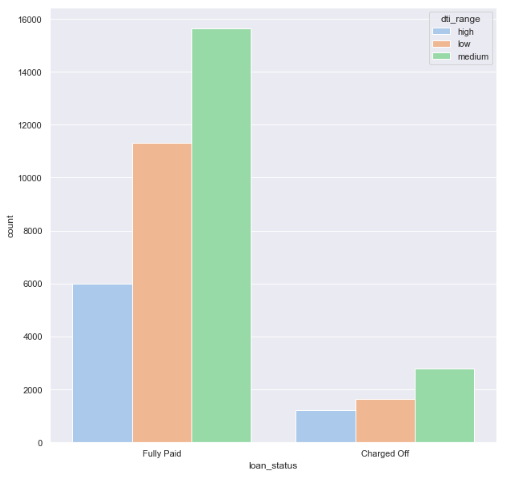 dti_range
high
low
medium
16000
14000
12000
10000
8000
6000
4000
2000
0
count
Fully Paid
Charged Off
loan_status